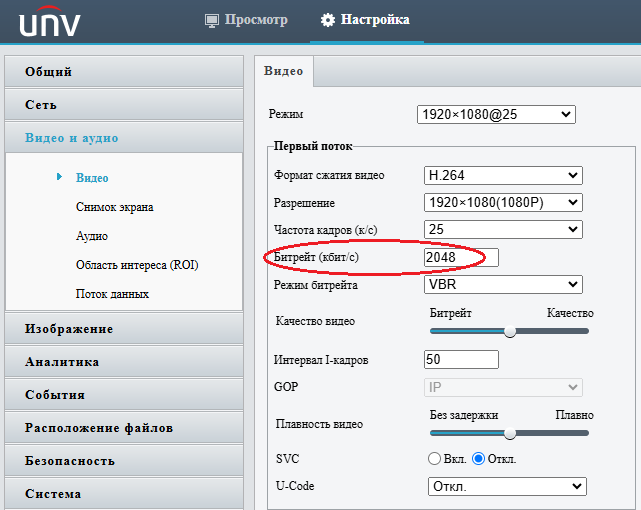 unv
Просмотр
Настройка
Общий
Сеть
Видео и аудио
Видео
Снимок экрана
Аудио
Область интереса (ROI)
Поток данных
Изображение
Аналитика
События
Расположение файлов
Безопасность
Система
Видео
Режим 1920×1080@25
Первый поток
Формат сжатия видео H.264
Разрешение 1920×1080(1080P)
Частота кадров (к/с) 25
Битрейт (кбит/с) 2048
Режим битрейта VBR
Качество видео Битрейт Качество
Интервал I-кадров 50
GOP IP
Плавность видео Без задержки Плавно
SVC Вкл. Откл.
U-Code Откл.